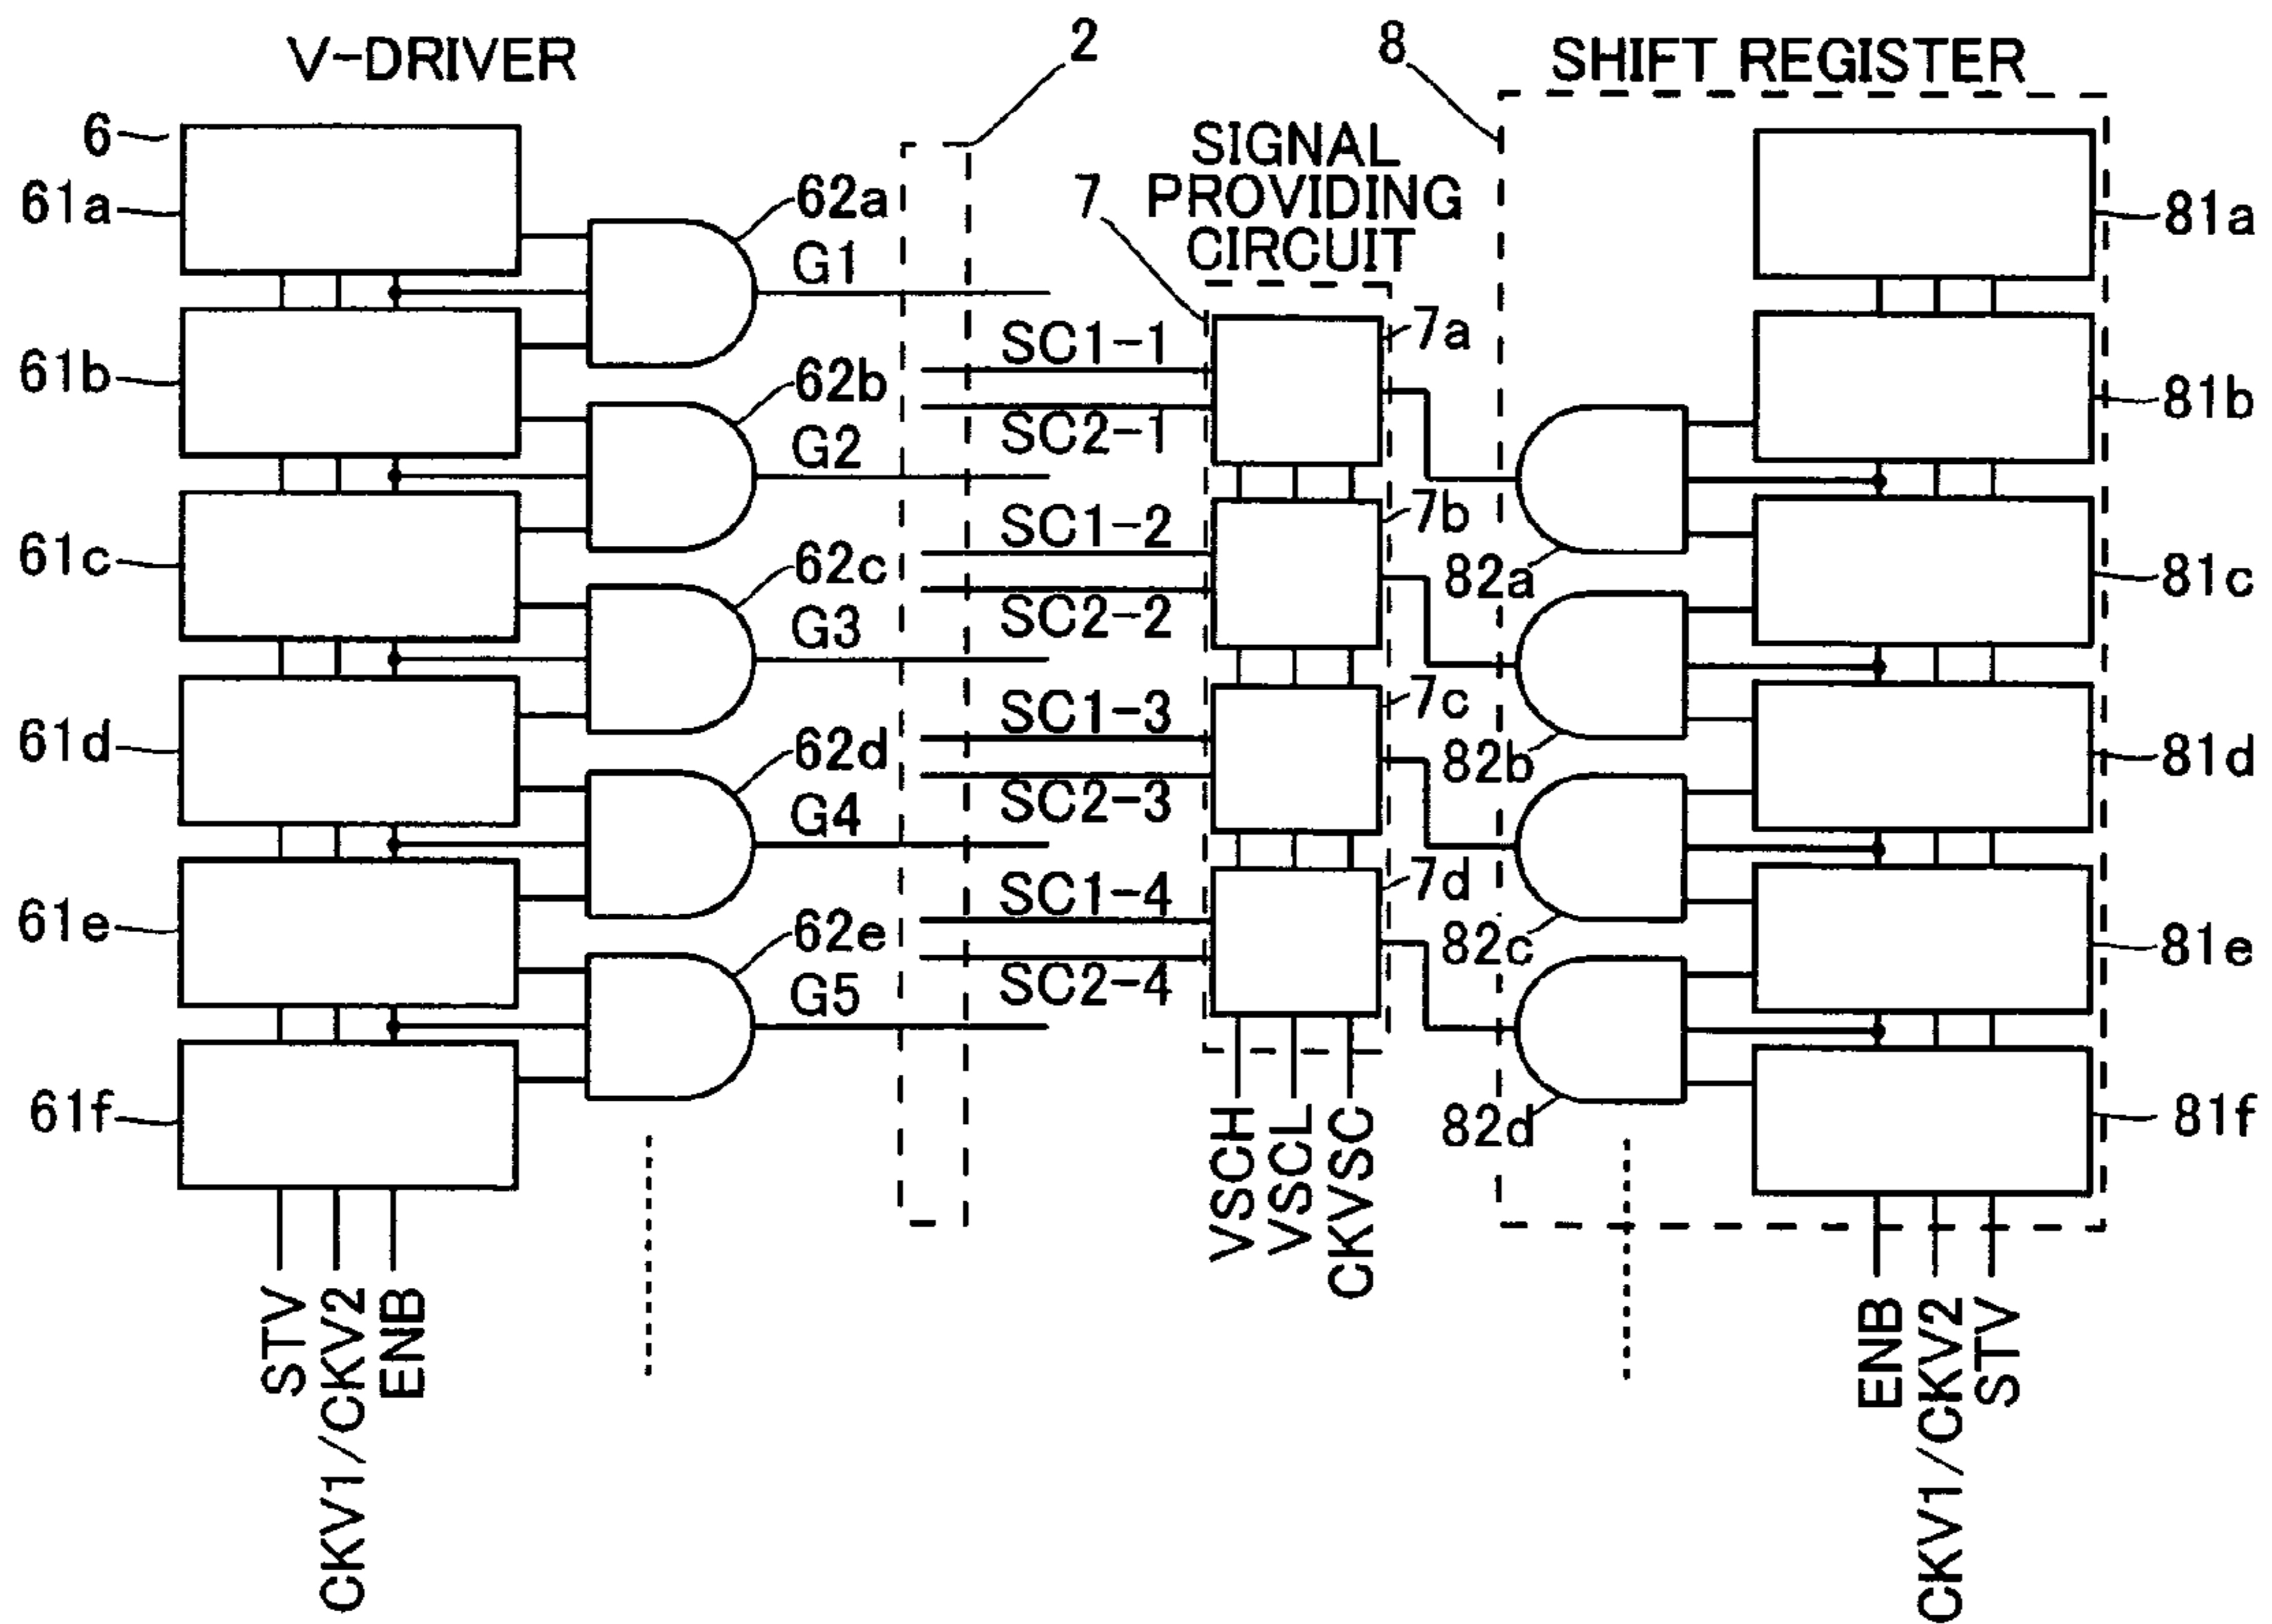 V-DRIVER
2
8
SHIFT REGISTER
6
61a
61b
61c
61d
61e
61f
62a
G1
62b
G2
62c
G3
62d
G4
62e
G5
STV
CKV1/CKV2
ENB
SIGNAL
PROVIDING
CIRCUIT
7
SC1-1
SC2-1
SC1-2
SC2-2
SC1-3
SC2-3
SC1-4
SC2-4
7a
7b
7c
7d
VSCH
VSCL
CKVSC
82a
82b
82c
82d
81a
81b
81c
81d
81e
81f
ENB
CKV1/CKV2
STV